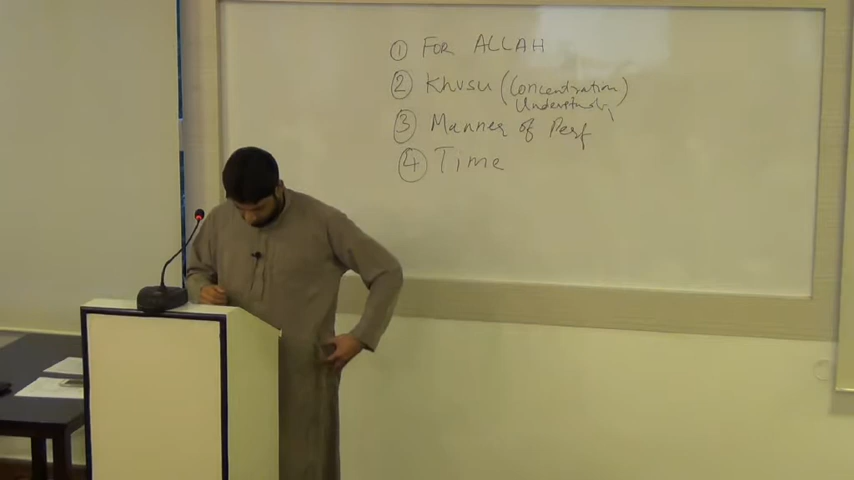 ① FOR ALLAH
② Khusu (Concentration
Understanding)
③ Manner of Perf
④ Time